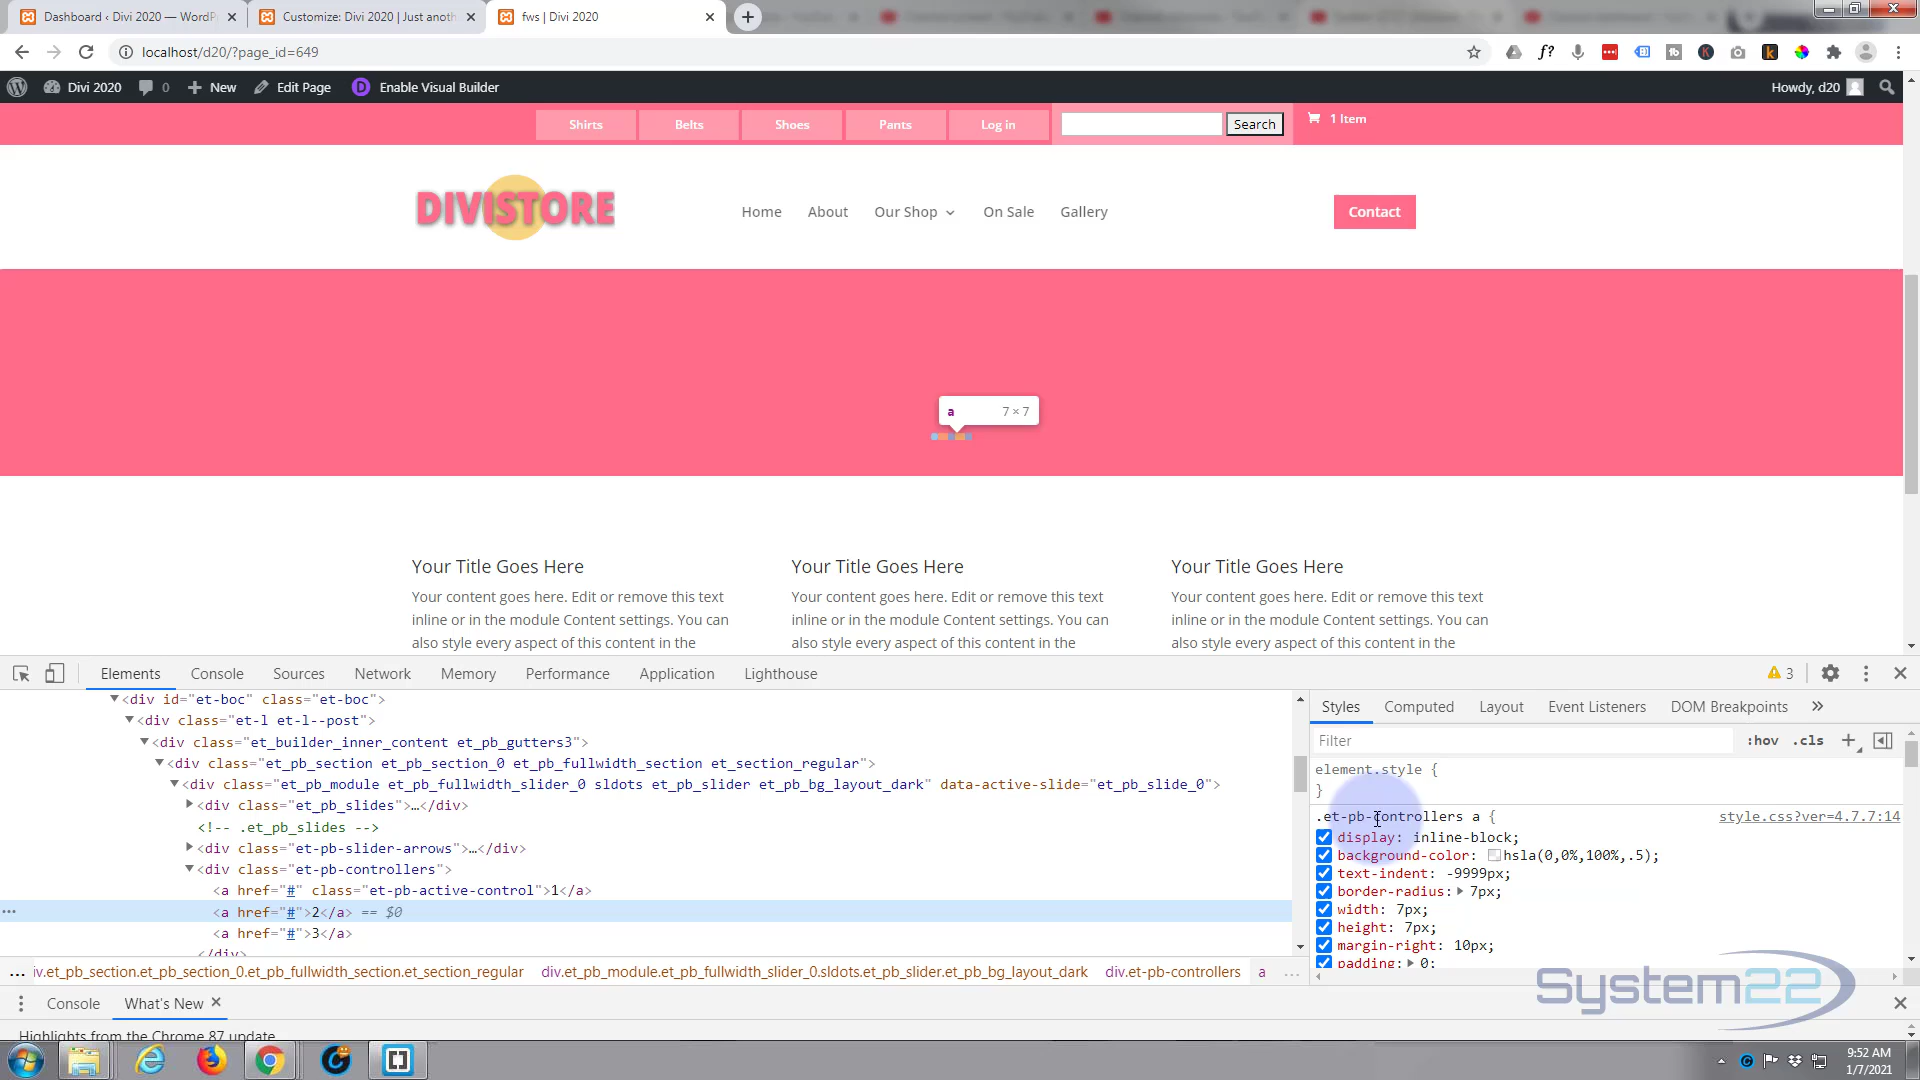 Dashboard ‹ Divi 2020 — WordP
Customize: Divi 2020 | Just anoth
fws | Divi 2020
localhost/d20/?page_id=649
Divi 2020
0
New
Edit Page
Enable Visual Builder
Howdy, d20
Shirts
Belts
Shoes
Pants
Log in
Search
1 Item
DIVISTORE
Home
About
Our Shop
On Sale
Gallery
Contact
a 7 × 7
Your Title Goes Here
Your content goes here. Edit or remove this text
inline or in the module Content settings. You can
also style every aspect of this content in the
Your Title Goes Here
Your content goes here. Edit or remove this text
inline or in the module Content settings. You can
also style every aspect of this content in the
Your Title Goes Here
Your content goes here. Edit or remove this text
inline or in the module Content settings. You can
also style every aspect of this content in the
Elements
Console
Sources
Network
Memory
Performance
Application
Lighthouse
3
<div id="et-boc" class="et-boc">
<div class="et-l et-l--post">
<div class="et_builder_inner_content et_pb_gutters3">
<div class="et_pb_section et_pb_section_0 et_pb_fullwidth_section et_section_regular">
<div class="et_pb_module et_pb_fullwidth_slider_0 sldots et_pb_slider et_pb_bg_layout_dark" data-active-slide="et_pb_slide_0">
<div class="et_pb_slides">…</div>
<!-- .et_pb_slides -->
<div class="et-pb-slider-arrows">…</div>
<div class="et-pb-controllers">
<a href="#" class="et-pb-active-control">1</a>
<a href="#">2</a> == $0
<a href="#">3</a>
</div>
... iv.et_pb_section.et_pb_section_0.et_pb_fullwidth_section.et_section_regular div.et_pb_module.et_pb_fullwidth_slider_0.sldots.et_pb_slider.et_pb_bg_layout_dark div.et-pb-controllers a ...
Styles
Computed
Layout
Event Listeners
DOM Breakpoints
»
Filter
:hov
.cls
+
element.style {
}
.et-pb-controllers a {
style.css?ver=4.7.7:14
display: inline-block;
background-color: hsla(0,0%,100%,.5);
text-indent: -9999px;
border-radius: 7px;
width: 7px;
height: 7px;
margin-right: 10px;
padding: 0;
System22
Console
What's New
Highlights from the Chrome 87 update
9:52 AM
1/7/2021